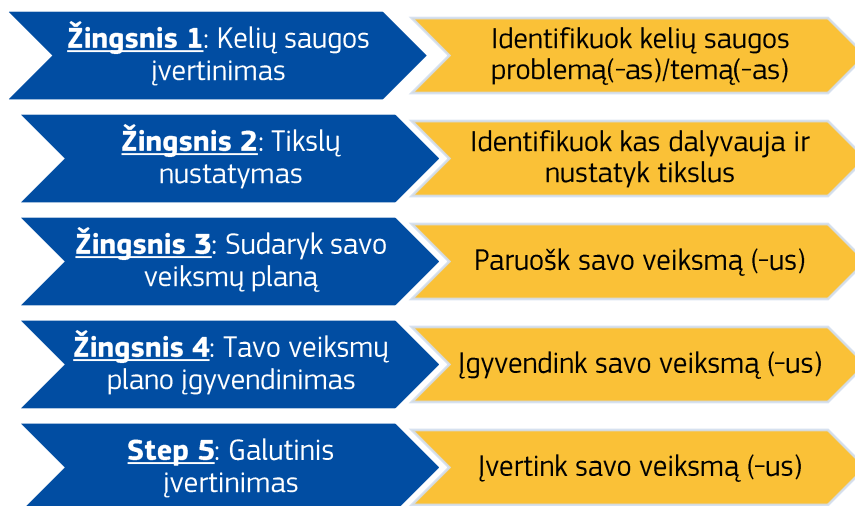 Žingsnis 1: Kelių saugos
įvertinimas
Identifikuok kelių saugos
problemą(-as)/temą(-as)
Žingsnis 2: Tikslų
nustatymas
Identifikuok kas dalyvauja ir
nustatyk tikslus
Žingsnis 3: Sudaryk savo
veiksmų planą
Paruošk savo veiksmą (-us)
Žingsnis 4: Tavo veiksmų
plano įgyvendinimas
Įgyvendink savo veiksmą (-us)
Step 5: Galutinis
įvertinimas
Įvertink savo veiksmą (-us)